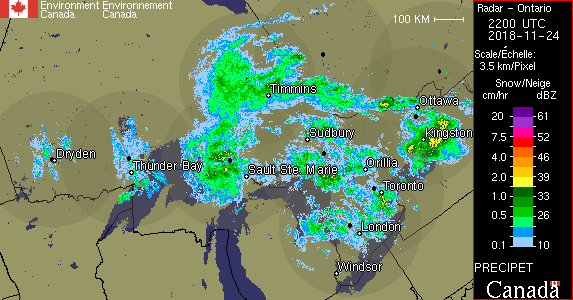 Environment Environnement
Canada Canada
100 KM
Timmins
Ottawa
Sudbury
Kingston
Dryden
Thunder Bay
Sault Ste. Marie
Orillia
Toronto
London
Windsor
Radar - Ontario
2200 UTC
2018-11-24
Scale/Échelle:
3.5 km/Pixel
Snow/Neige
cm/hr dBZ
20 61
7.5 52
4.0 46
2.0 39
1.0 33
0.5 26
0.1 10
PRECIPET
Canada